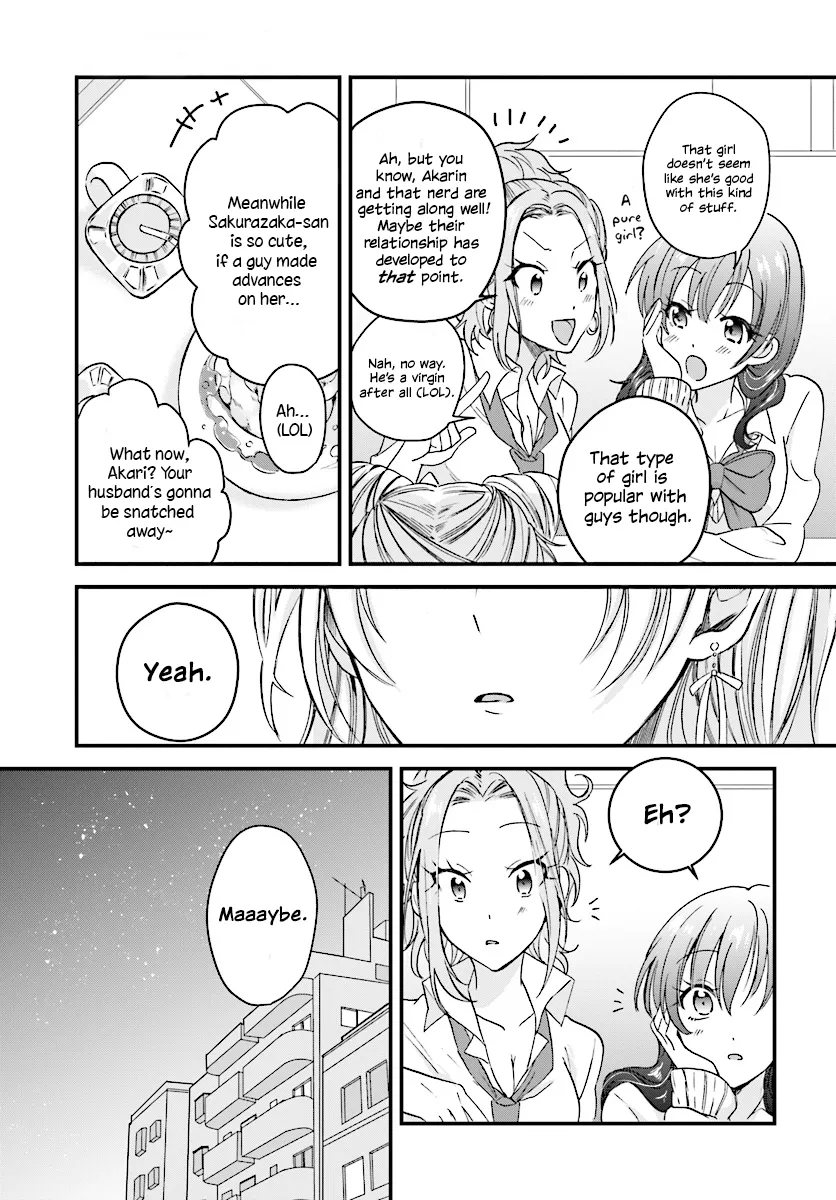 That girl
doesn't seem
like she's good
with this kind
of stuff.
A
pure
girl?
Ah, but you
know, Akarin
and that nerd are
getting along well!
Maybe their
relationship has
developed to
that point.
Nah, no way.
He's a virgin
after all (LOL).
That type
of girl is
popular with
guys though.
Meanwhile
Sakurazaka-san
is so cute,
if a guy made
advances
on her...
Ah...
(LOL)
What now,
Akari? Your
husband's gonna
be snatched
away~
Yeah.
Eh?
Maaaybe.